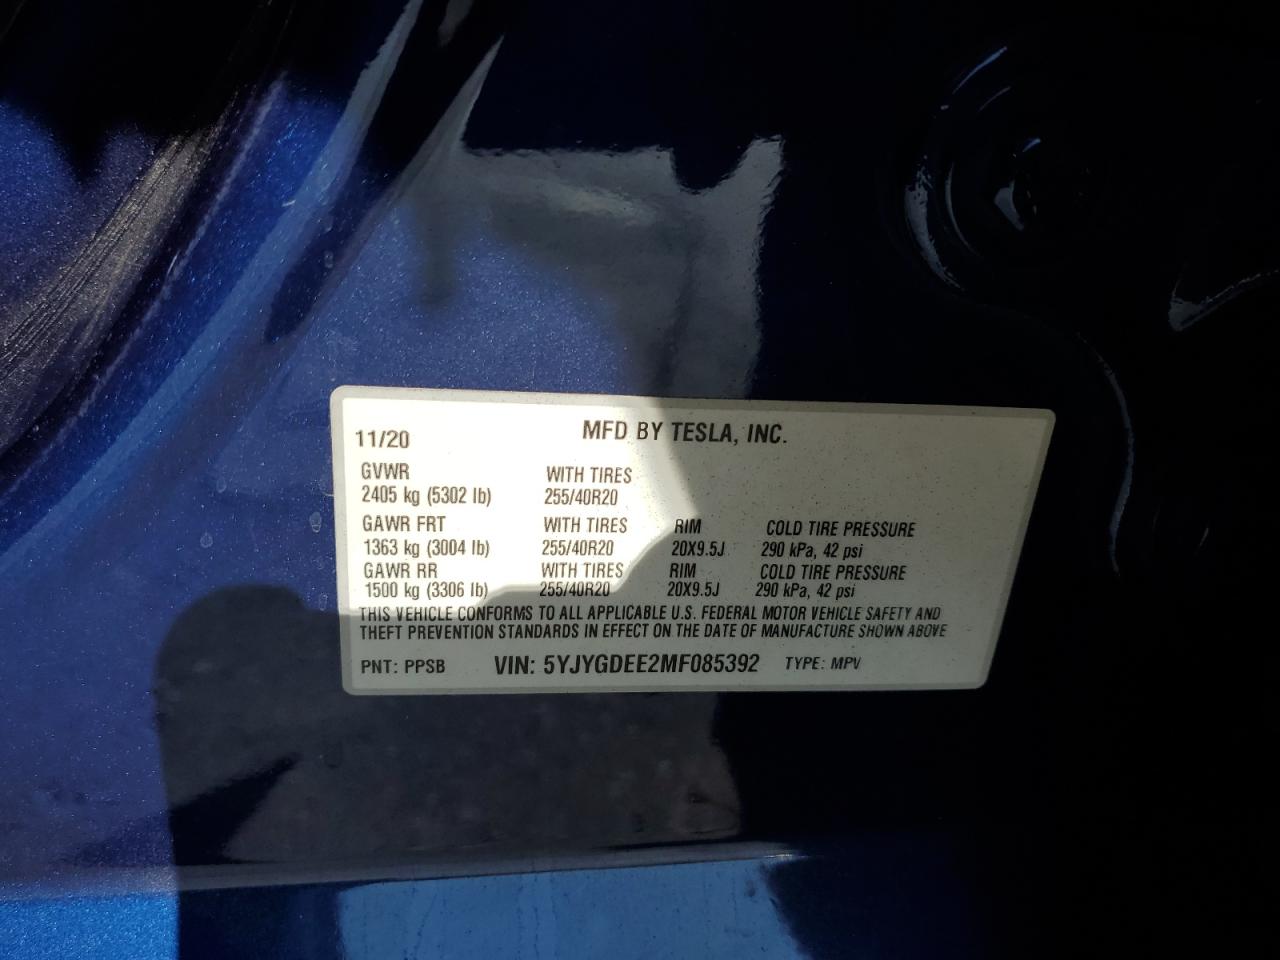 11/20 MFD BY TESLA, INC.
GVWR WITH TIRES
2405 kg (5302 lb) 255/40R20
GAWR FRT WITH TIRES RIM COLD TIRE PRESSURE
1363 kg (3004 lb) 255/40R20 20X9.5J 290 kPa, 42 psi
GAWR RR WITH TIRES RIM COLD TIRE PRESSURE
1500 kg (3306 lb) 255/40R20 20X9.5J 290 kPa, 42 psi
THIS VEHICLE CONFORMS TO ALL APPLICABLE U.S. FEDERAL MOTOR VEHICLE SAFETY AND
THEFT PREVENTION STANDARDS IN EFFECT ON THE DATE OF MANUFACTURE SHOWN ABOVE
PNT: PPSB VIN: 5YJYGDEE2MF085392 TYPE: MPV